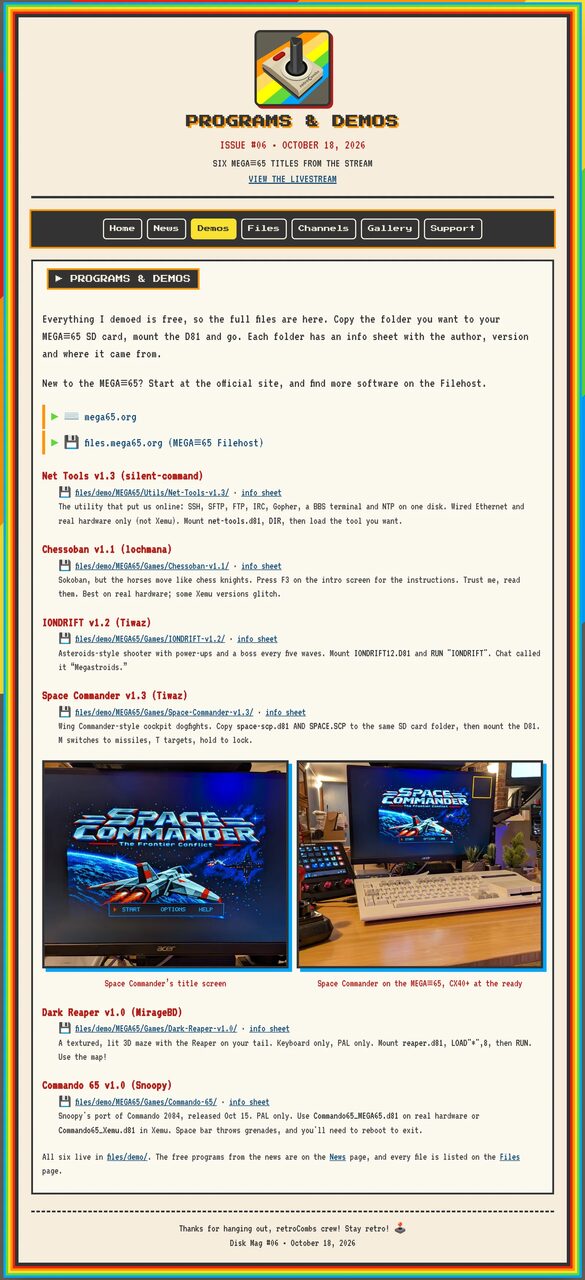 PROGRAMS & DEMOS
ISSUE #06 • OCTOBER 18, 2026
SIX MEGA☰65 TITLES FROM THE STREAM
VIEW THE LIVESTREAM
Home News Demos Files Channels Gallery Support
► PROGRAMS & DEMOS
Everything I demoed is free, so the full files are here. Copy the folder you want to your
MEGA☰65 SD card, mount the D81 and go. Each folder has an info sheet with the author, version
and where it came from.
New to the MEGA☰65? Start at the official site, and find more software on the Filehost.
► mega65.org
► files.mega65.org (MEGA☰65 Filehost)
Net Tools v1.3 (silent-command)
files/demo/MEGA65/Utils/Net-Tools-v1.3/ · info sheet
The utility that put us online: SSH, SFTP, FTP, IRC, Gopher, a BBS terminal and NTP on one disk. Wired Ethernet and
real hardware only (not Xemu). Mount net-tools.d81, DIR, then load the tool you want.
Chessoban v1.1 (lochmana)
files/demo/MEGA65/Games/Chessoban-v1.1/ · info sheet
Sokoban, but the horses move like chess knights. Press F3 on the intro screen for the instructions. Trust me, read
them. Best on real hardware; some Xemu versions glitch.
IONDRIFT v1.2 (Tiwaz)
files/demo/MEGA65/Games/IONDRIFT-v1.2/ · info sheet
Asteroids-style shooter with power-ups and a boss every five waves. Mount IONDRIFT12.D81 and RUN "IONDRIFT". Chat called
it “Megastroids.”
Space Commander v1.3 (Tiwaz)
files/demo/MEGA65/Games/Space-Commander-v1.3/ · info sheet
Wing Commander-style cockpit dogfights. Copy space-scp.d81 AND SPACE.SCP to the same SD card folder, then mount the D81.
M switches to missiles, T targets, hold to lock.
SPACE
COMMANDER
The Frontier Conflict
START OPTIONS HELP
acer
SPACE
COMMANDER
The Frontier Conflict
START OPTIONS HELP
acer
Space Commander's title screen
Space Commander on the MEGA☰65, CX40+ at the ready
Dark Reaper v1.0 (MirageBD)
files/demo/MEGA65/Games/Dark-Reaper-v1.0/ · info sheet
A textured, lit 3D maze with the Reaper on your tail. Keyboard only, PAL only. Mount reaper.d81, LOAD"*",8, then RUN.
Use the map!
Commando 65 v1.0 (Snoopy)
files/demo/MEGA65/Games/Commando-65/ · info sheet
Snoopy's port of Commando 2084, released Oct 15. PAL only. Use Commando65_MEGA65.d81 on real hardware or
Commando65_Xemu.d81 in Xemu. Space bar throws grenades, and you'll need to reboot to exit.
All six live in files/demo/. The free programs from the news are on the News page, and every file is listed on the Files
page.
Thanks for hanging out, retroCombs crew! Stay retro!
Disk Mag #06 • October 18, 2026